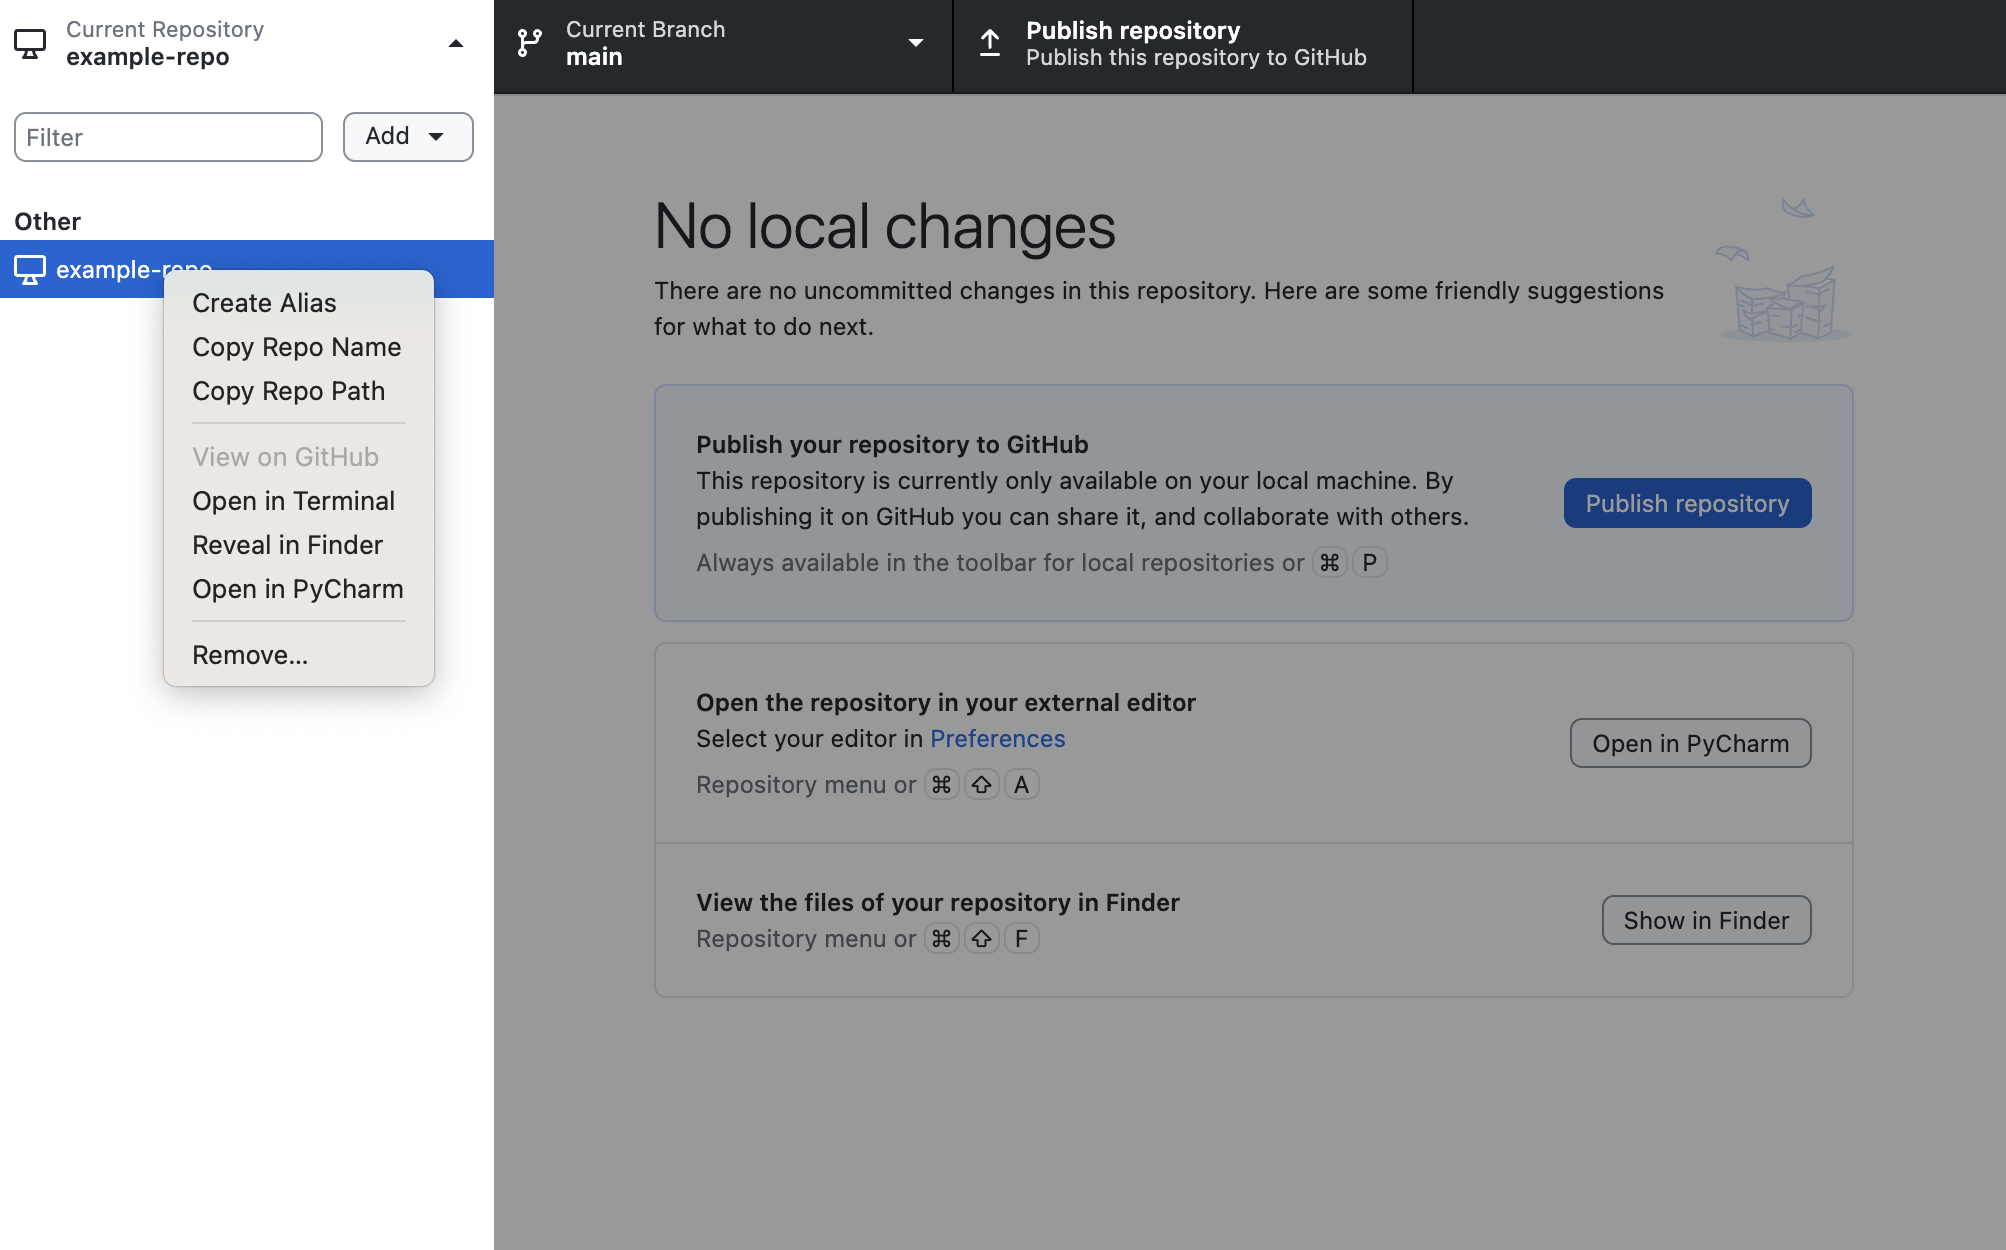 Current Repository
example-repo
Current Branch
main
Publish repository
Publish this repository to GitHub
Filter
Add
Other
example-repo
Create Alias
Copy Repo Name
Copy Repo Path
View on GitHub
Open in Terminal
Reveal in Finder
Open in PyCharm
Remove...
No local changes
There are no uncommitted changes in this repository. Here are some friendly suggestions
for what to do next.
Publish your repository to GitHub
This repository is currently only available on your local machine. By
publishing it on GitHub you can share it, and collaborate with others.
Always available in the toolbar for local repositories or ⌘ P
Publish repository
Open the repository in your external editor
Select your editor in Preferences
Repository menu or ⌘ ⇧ A
Open in PyCharm
View the files of your repository in Finder
Repository menu or ⌘ ⇧ F
Show in Finder